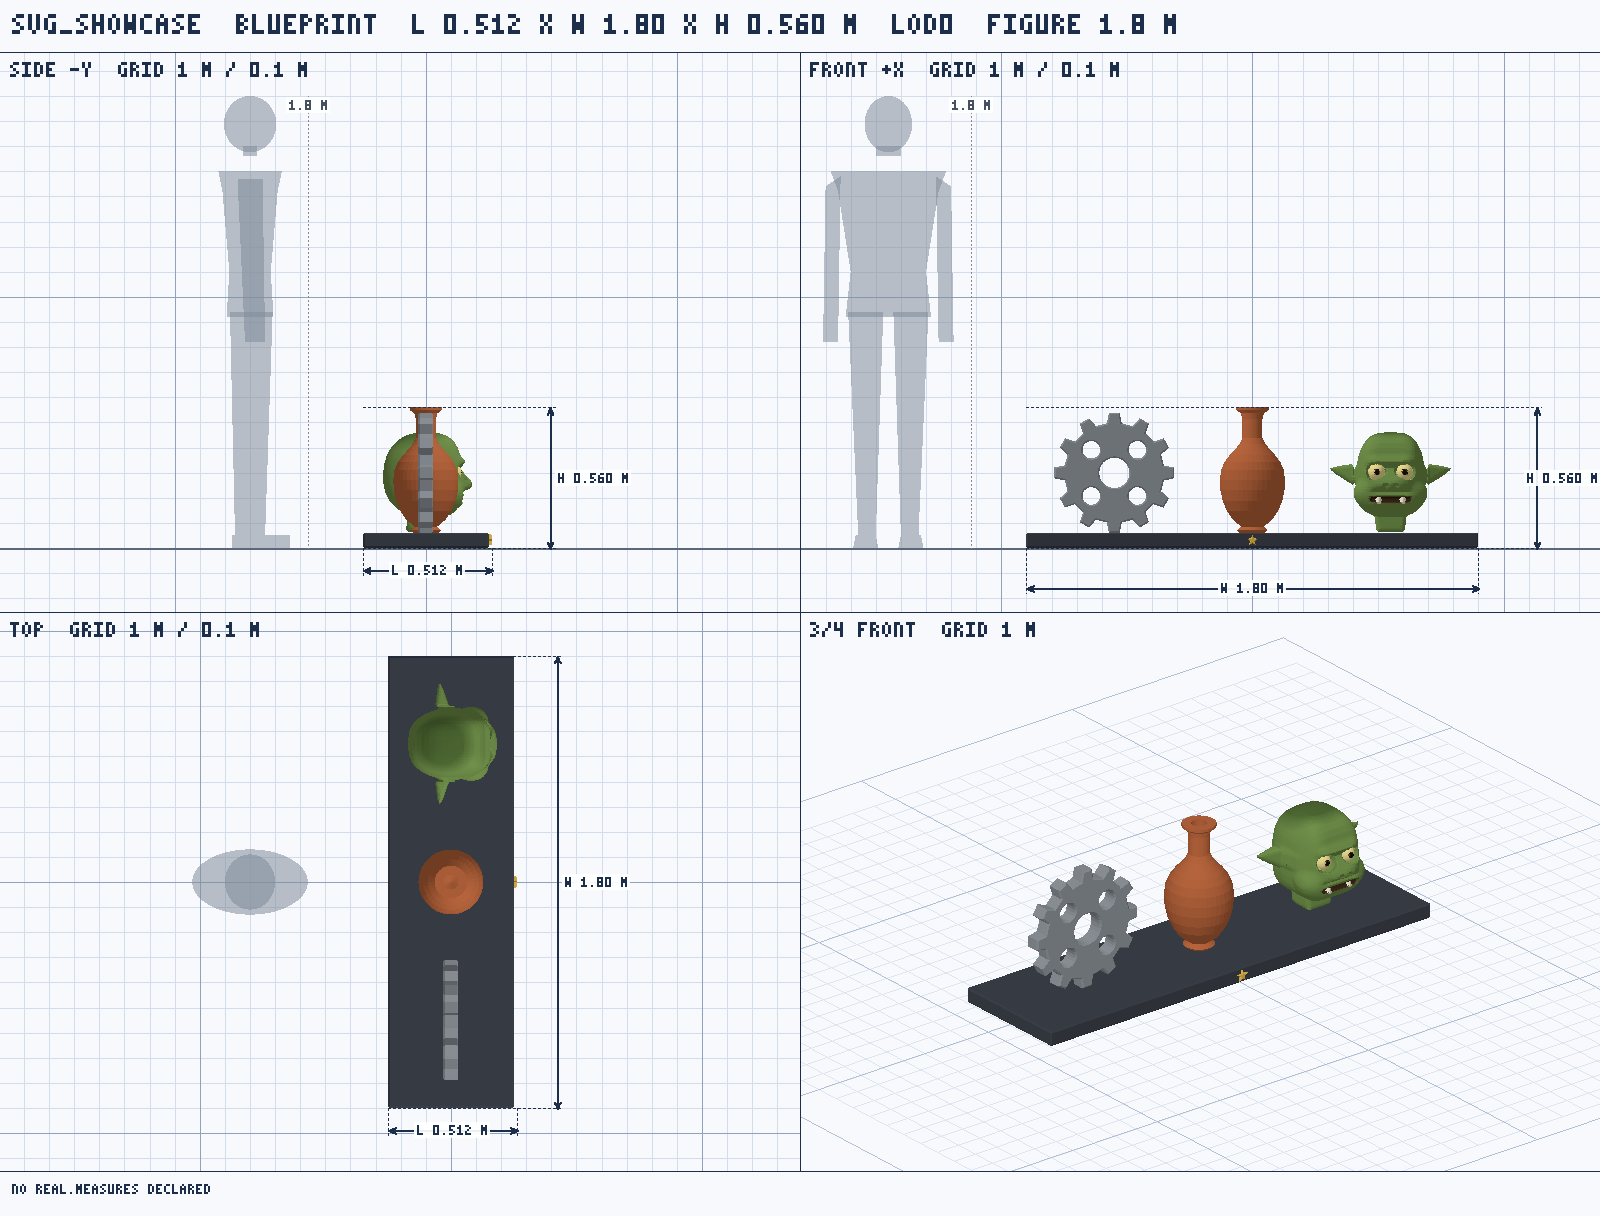 SVG_SHOWCASE BLUEPRINT L 0.512 X W 1.80 X H 0.560 M LOD0 FIGURE 1.8 M
SIDE -Y GRID 1 M / 0.1 M
1.8 M
H 0.560 M
L 0.512 M
FRONT +X GRID 1 M / 0.1 M
1.8 M
H 0.560 M
W 1.80 M
TOP GRID 1 M / 0.1 M
W 1.80 M
L 0.512 M
3/4 FRONT GRID 1 M
NO REAL.MEASURES DECLARED